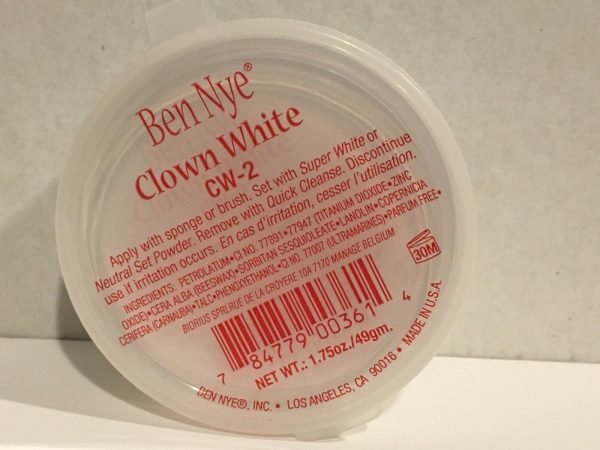 Ben Nye®
Clown White
CW-2
Apply with sponge or brush. Set with Super White or
Neutral Set Powder. Remove with Quick Cleanse. Discontinue
use if irritation occurs. En cas d'irritation, cesser l'utilisation.
INGREDIENTS: PETROLATUM•CI NO. 77891•77947 (TITANIUM DIOXIDE•ZINC
OXIDE)•CERA ALBA (BEESWAX)•SORBITAN SESQUIOLEATE•LANOLIN•COPERNICIA
CERIFERA (CARNAUBA)•TALC•PHENOXYETHANOL•CI NO. 77007 (ULTRAMARINES)•PARFUM FREE•
BIORIUS SPRLRUE DE LA CROYERE 10A 7170 MANAGE BELGIUM
30M
7 84779 00361 4
NET WT.: 1.75oz./49gm.
BEN NYE®, INC. • LOS ANGELES, CA 90016 • MADE IN U.S.A.